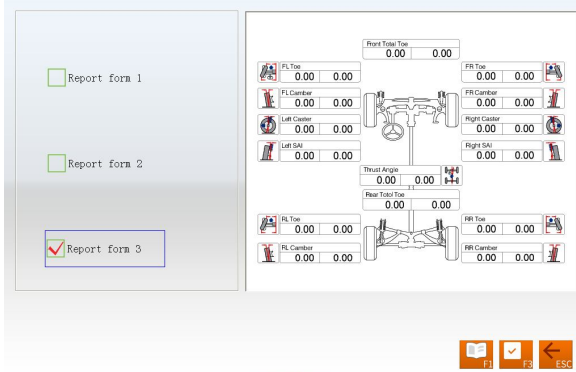 Report form 1
Report form 2
Report form 3
Front Total Toe
0.00 0.00
FL Toe
0.00 0.00
FR Toe
0.00 0.00
FL Camber
0.00 0.00
FR Camber
0.00 0.00
Left Caster
0.00 0.00
Right Caster
0.00 0.00
Left SAI
0.00 0.00
Right SAI
0.00 0.00
Thrust Angle
0.00 0.00
Rear Totol Toe
0.00 0.00
RL Toe
0.00 0.00
RR Toe
0.00 0.00
RL Camber
0.00 0.00
RR Camber
0.00 0.00
F1
F3
ESC